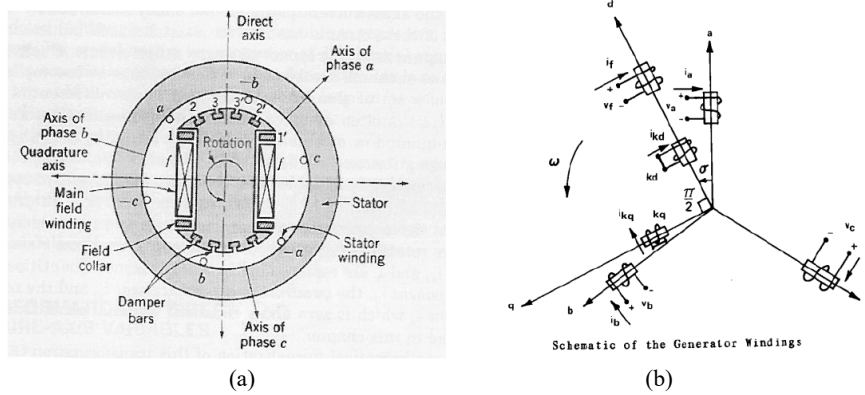 Direct
axis
Axis of
phase a
-b
a
2
3
3'
2'
Axis of
phase b
1
1'
Rotation
Quadrature
axis
f
f
c
Main
field
winding
-c
Stator
Field
collar
Stator
winding
-a
b
Damper
bars
Axis of
phase c
(a)
d
a
i_f
+
v_f -
i_a
+
v_a
-
i_kd
kd
ω
σ
π
2
i_kq
kq
v_c
-
+
q
b
-
v_b
+
i_b
Schematic of the Generator Windings
(b)